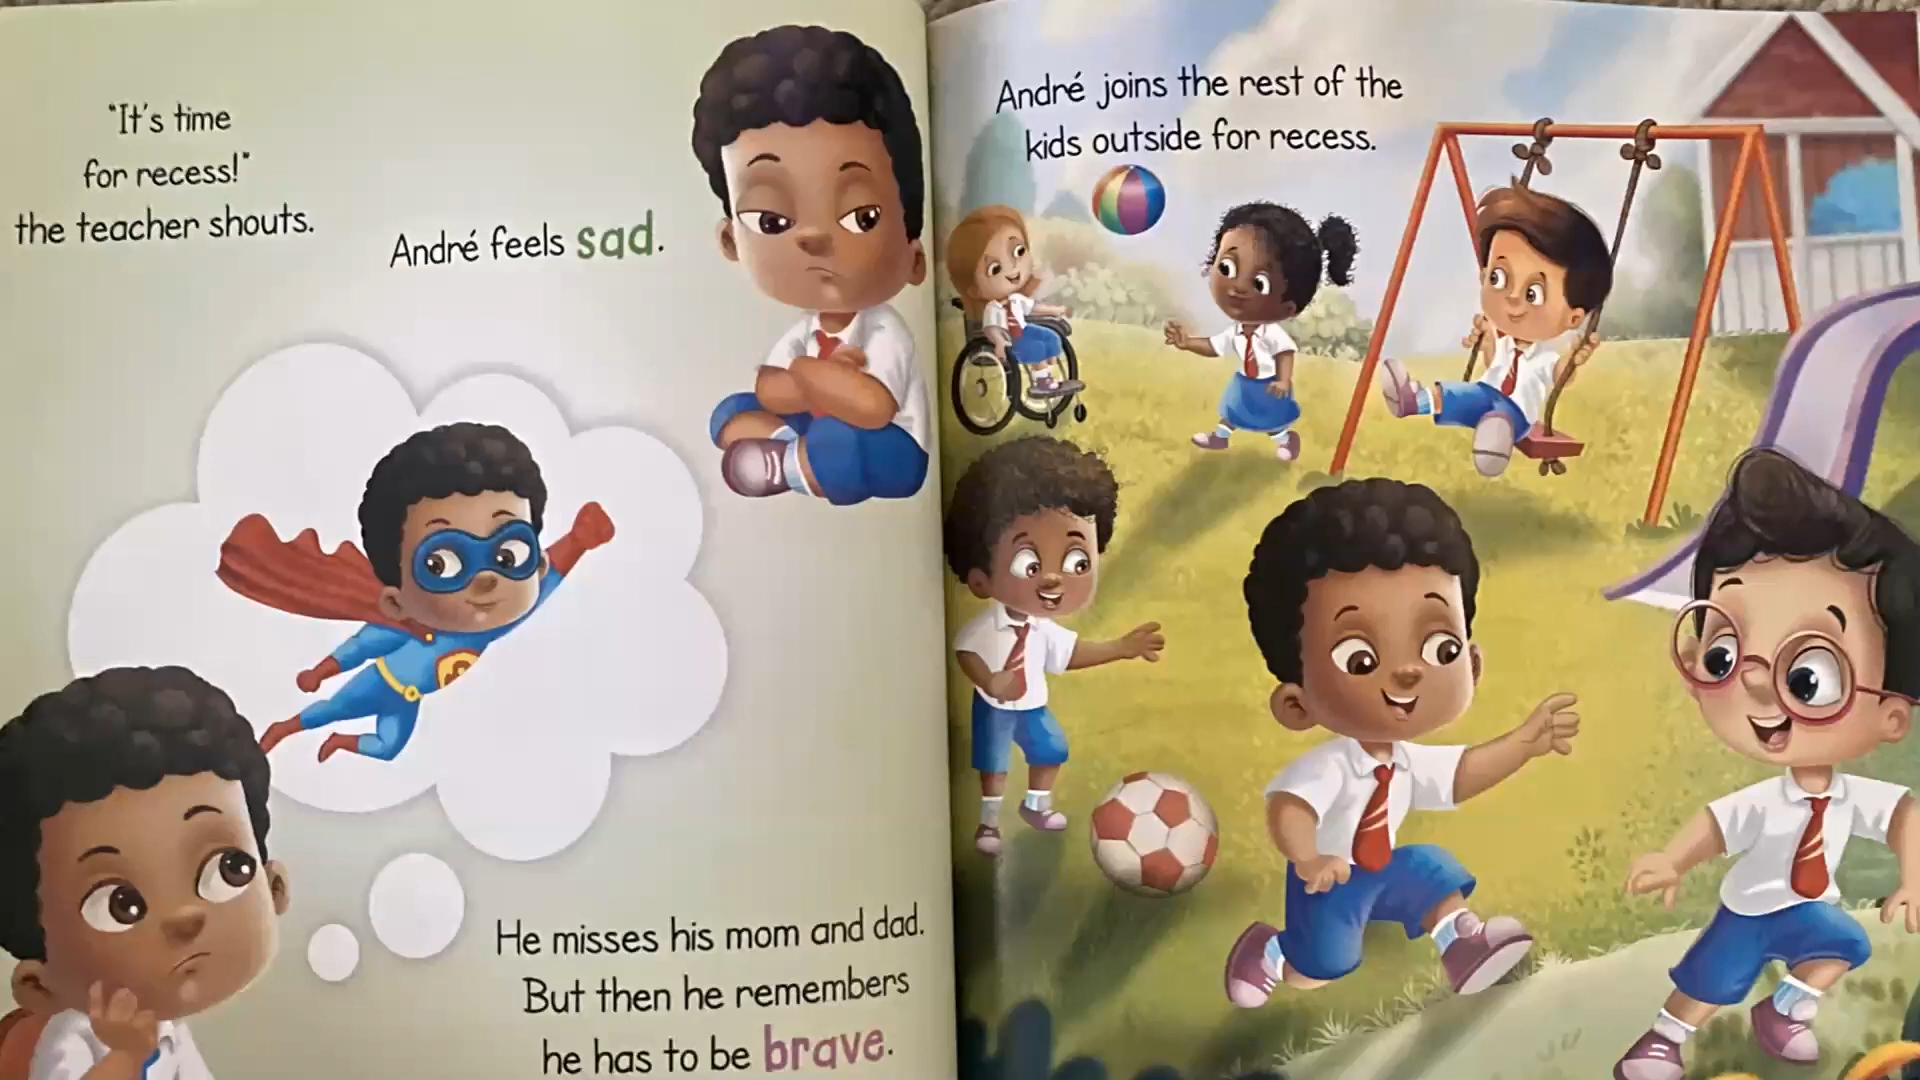 "It's time
for recess!"
the teacher shouts.
André feels sad.
He misses his mom and dad.
But then he remembers
he has to be brave.
André joins the rest of the
kids outside for recess.